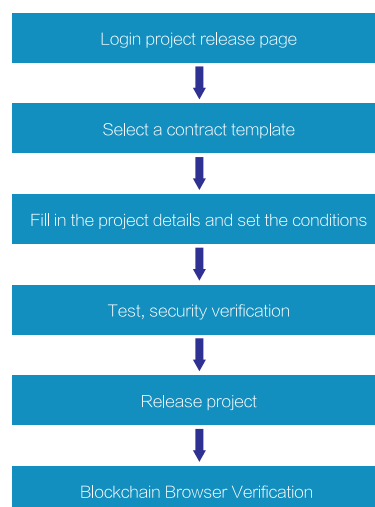 Login project release page
Select a contract template
Fill in the project details and set the conditions
Test, security verification
Release project
Blockchain Browser Verification